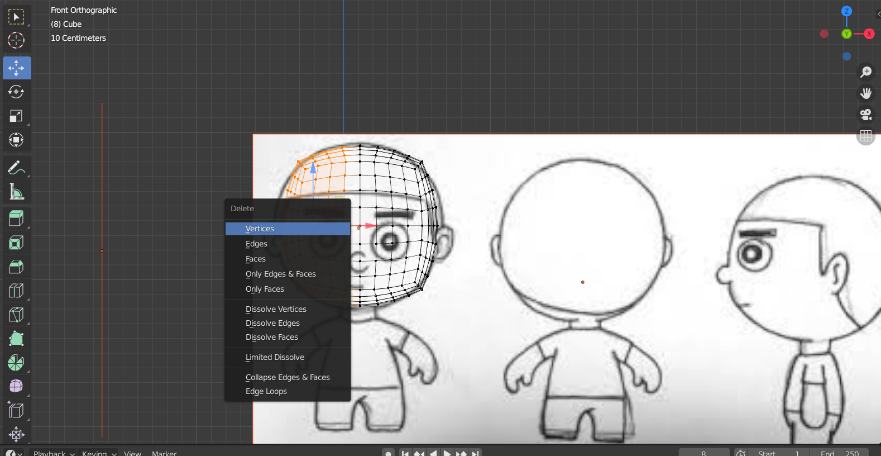 Front Orthographic
(8) Cube
10 Centimeters
Z
Y
X
Delete
Vertices
Edges
Faces
Only Edges & Faces
Only Faces
Dissolve Vertices
Dissolve Edges
Dissolve Faces
Limited Dissolve
Collapse Edges & Faces
Edge Loops
Playback
Keying
View
Marker
8
Start
1
End
250